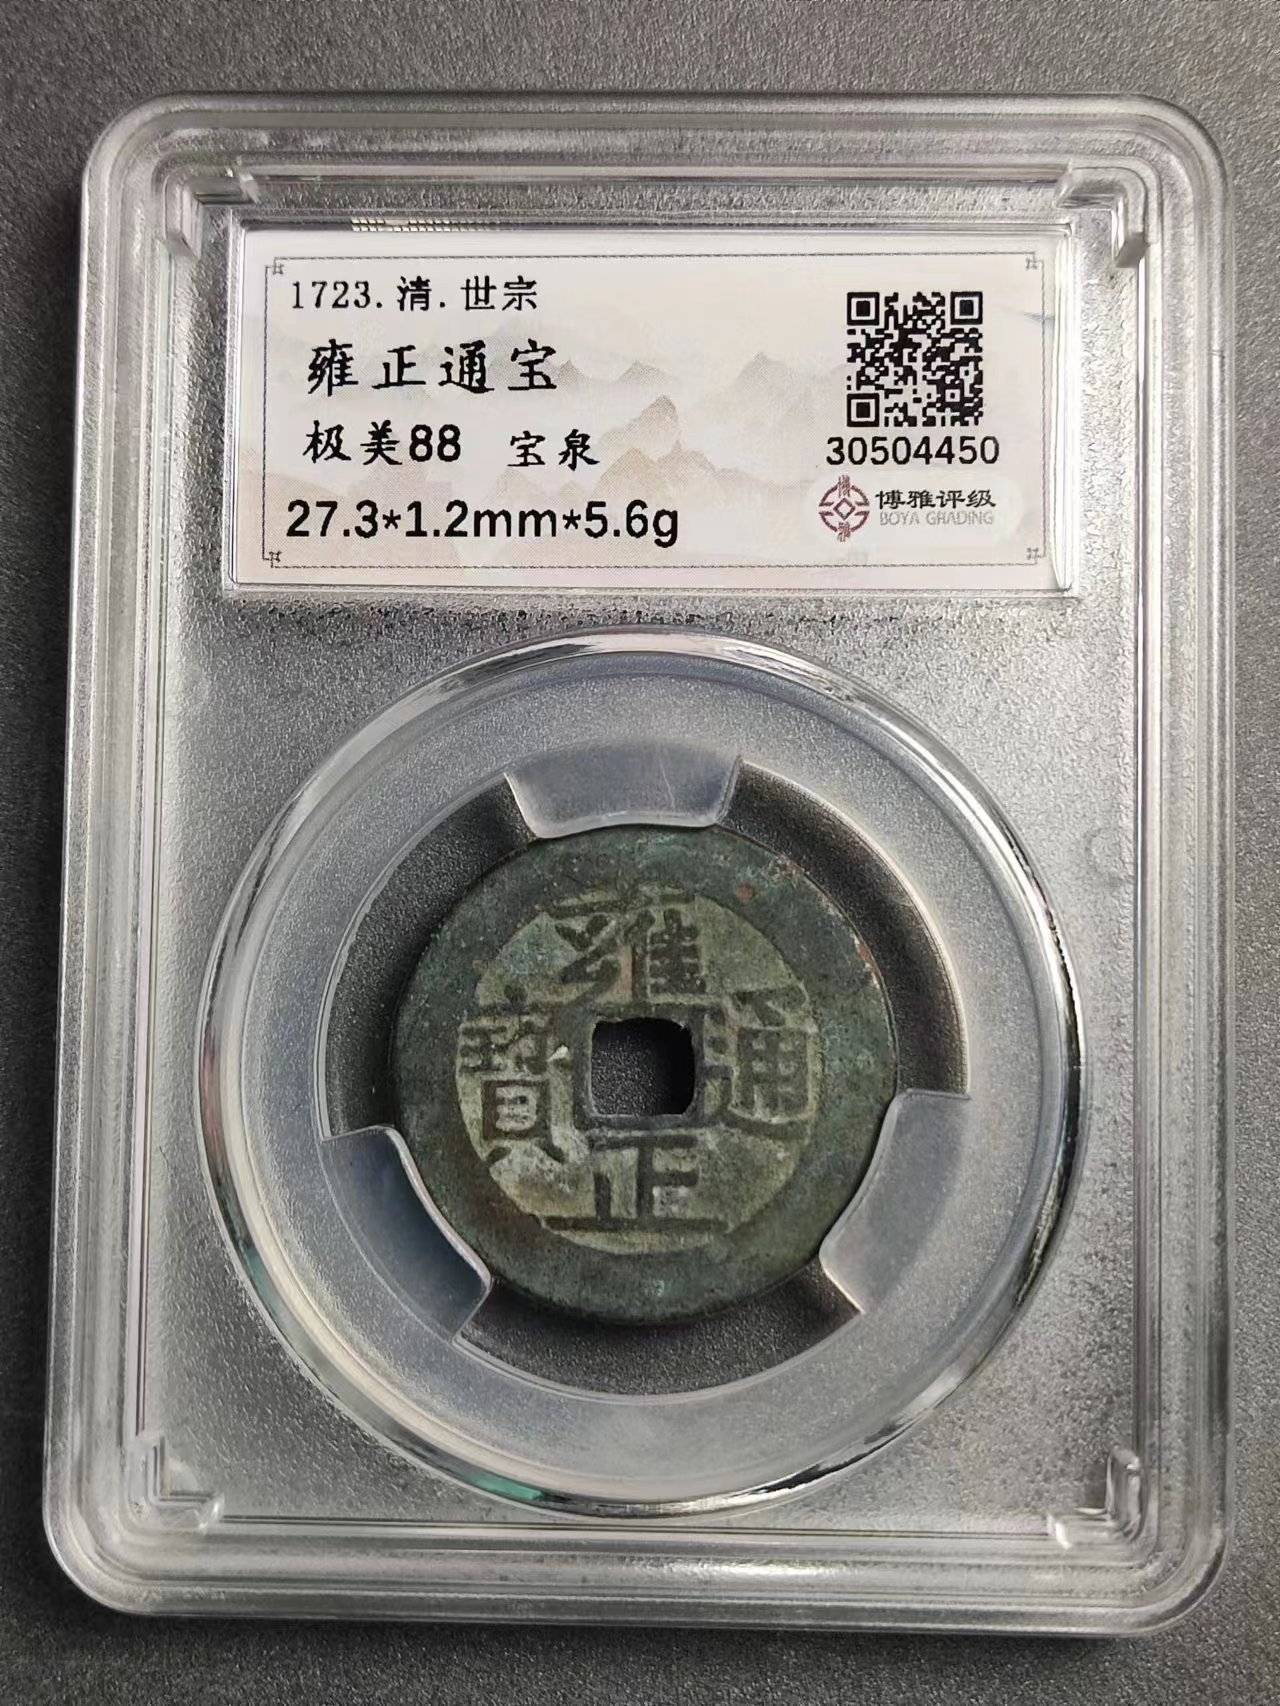 1723.清.世宗
雍正通宝
极美88 宝泉
27.3*1.2mm*5.6g
30504450
博雅评级
BOYA GRADING
雍
寶 通
正